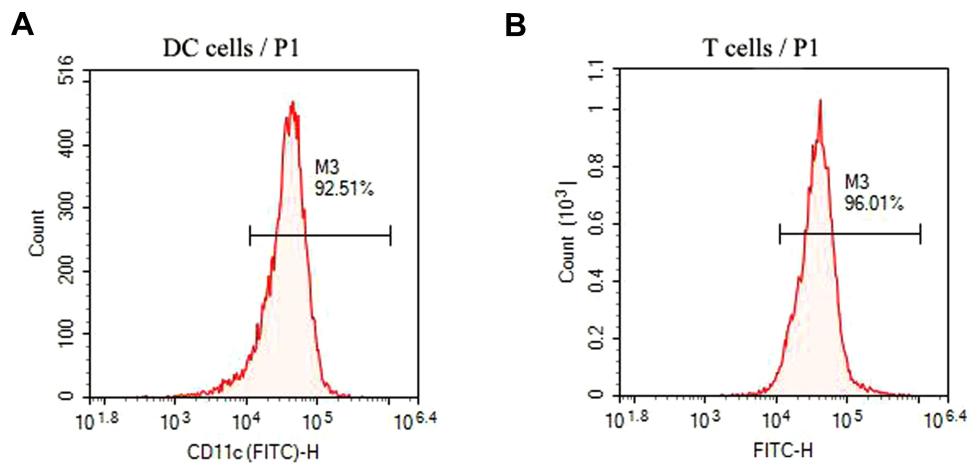 A
DC cells / P1
516
400
300
200
100
0
Count
M3
92.51%
10^1.8
10^3
10^4
10^5
10^6.4
CD11c (FITC)-H
B
T cells / P1
1.1
1
0.8
0.6
0.4
0.2
0
Count (10^3 |
M3
96.01%
10^1.8
10^3
10^4
10^5
10^6.4
FITC-H